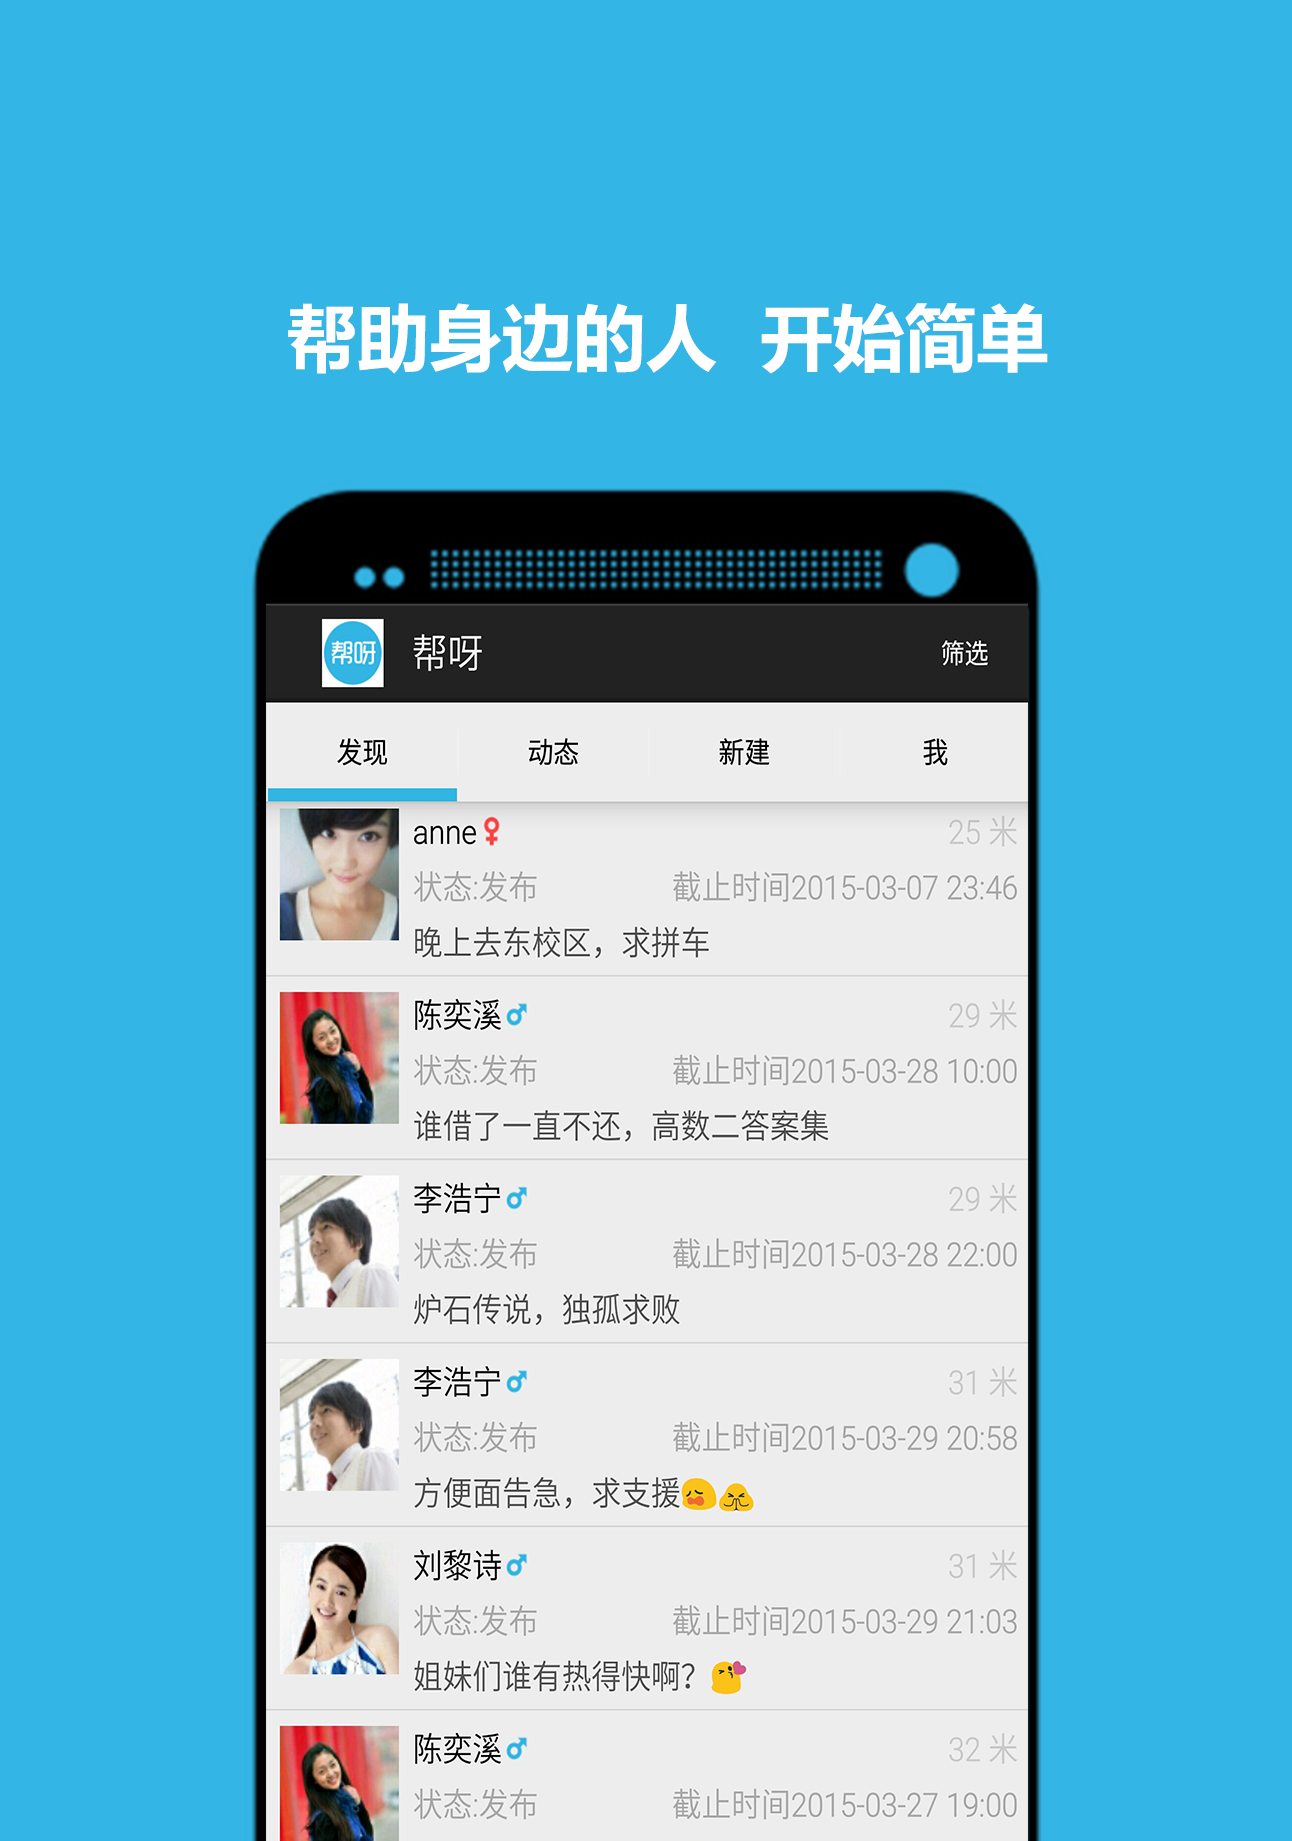 帮助身边的人 开始简单
帮呀 帮呀 筛选
发现 动态 新建 我
anne 25 米
状态:发布 截止时间2015-03-07 23:46
晚上去东校区，求拼车
陈奕溪 29 米
状态:发布 截止时间2015-03-28 10:00
谁借了一直不还，高数二答案集
李浩宁 29 米
状态:发布 截止时间2015-03-28 22:00
炉石传说，独孤求败
李浩宁 31 米
状态:发布 截止时间2015-03-29 20:58
方便面告急，求支援
刘黎诗 31 米
状态:发布 截止时间2015-03-29 21:03
姐妹们谁有热得快啊？
陈奕溪 32 米
状态:发布 截止时间2015-03-27 19:00